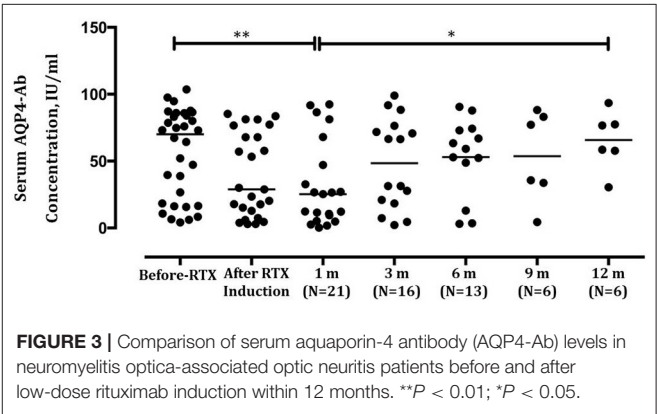 **
*
Serum AQP4-Ab
Concentration, IU/ml
150
100
50
0
Before-RTX
After RTX
Induction
1 m
(N=21)
3 m
(N=16)
6 m
(N=13)
9 m
(N=6)
12 m
(N=6)
FIGURE 3 | Comparison of serum aquaporin-4 antibody (AQP4-Ab) levels in
neuromyelitis optica-associated optic neuritis patients before and after
low-dose rituximab induction within 12 months. **P < 0.01; *P < 0.05.